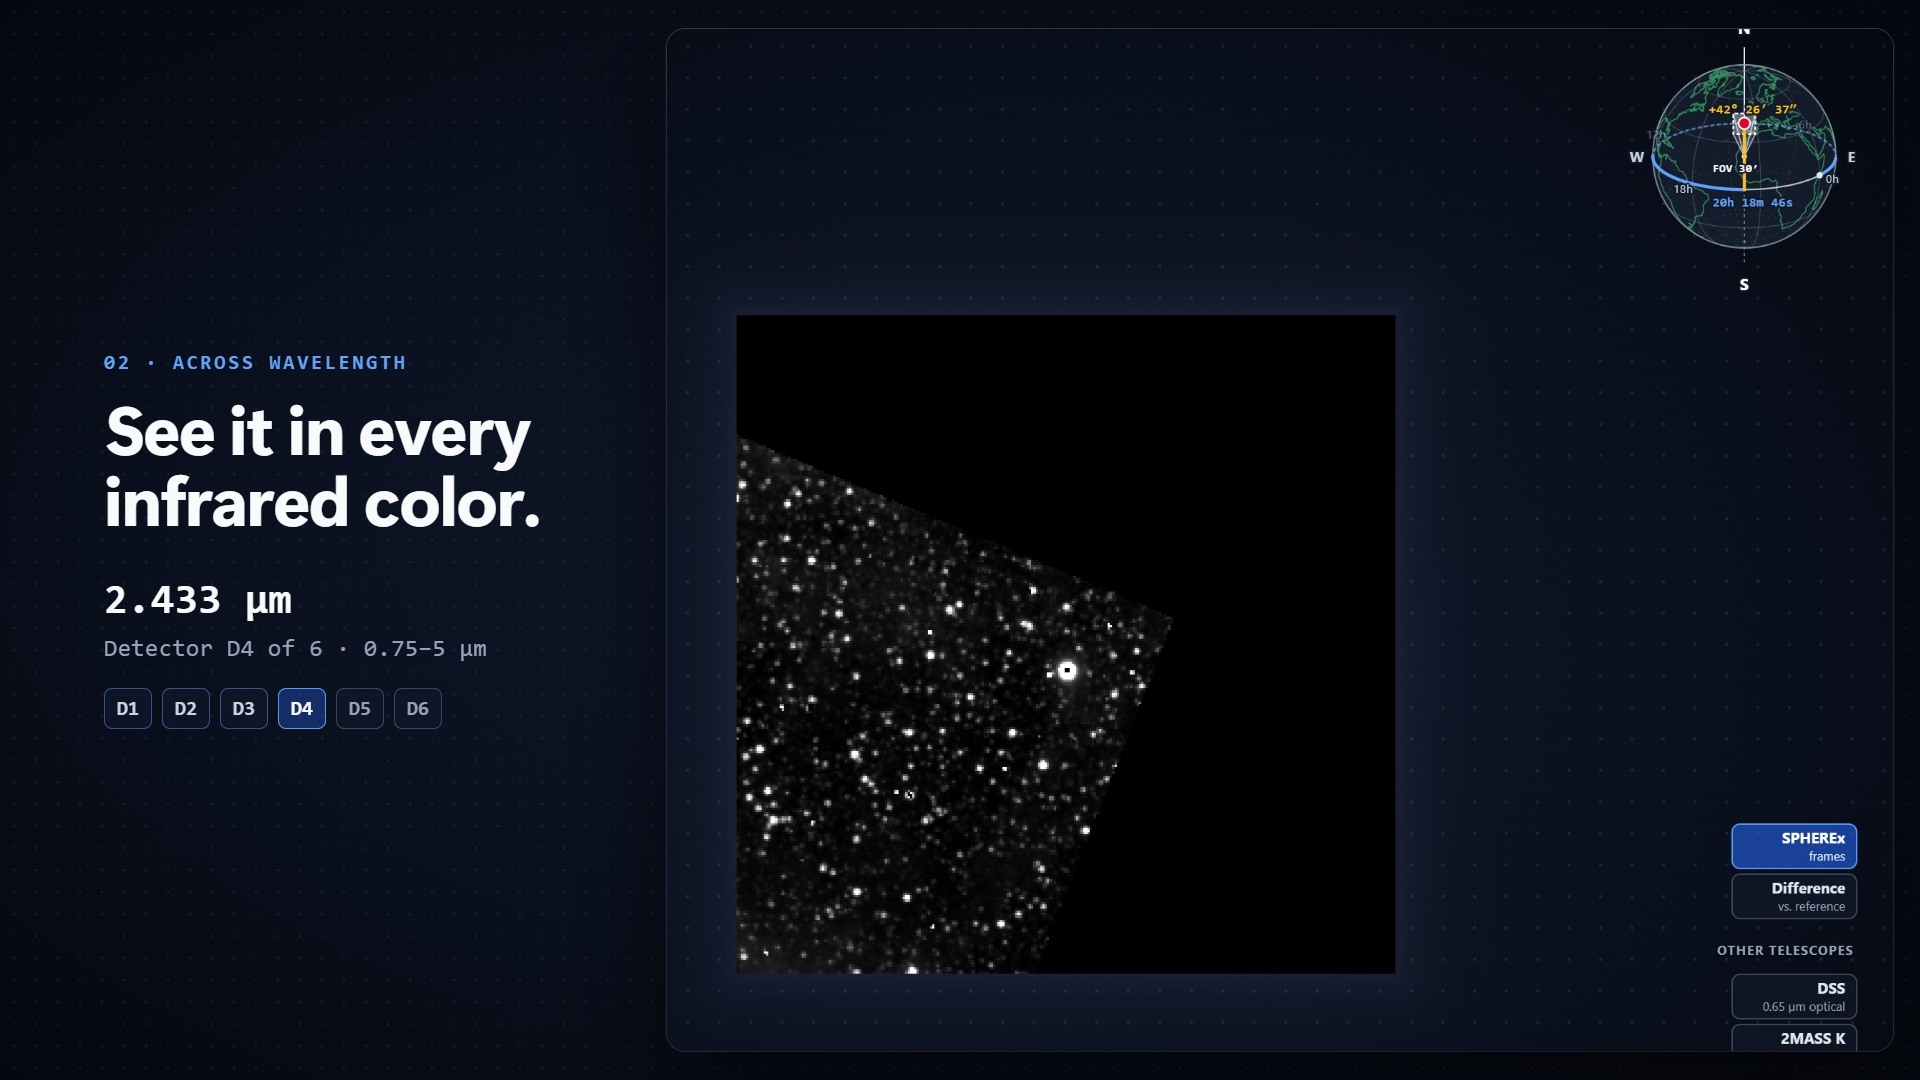 02 · ACROSS WAVELENGTH
See it in every
infrared color.
2.433 µm
Detector D4 of 6 · 0.75–5 µm
D1 D2 D3 D4 D5 D6
N
+42° 26′ 37″
12h
6h
W
E
FOV 30′
18h
0h
20h 18m 46s
S
SPHEREx
frames
Difference
vs. reference
OTHER TELESCOPES
DSS
0.65 µm optical
2MASS K